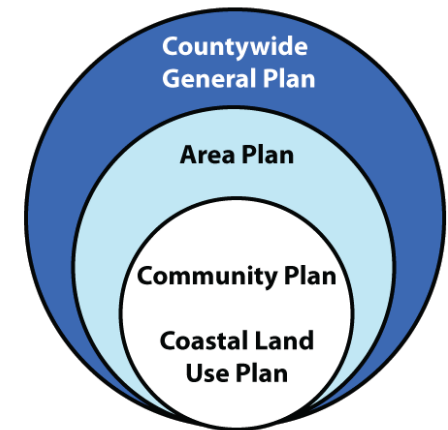 Countywide
General Plan
Area Plan
Community Plan
Coastal Land
Use Plan